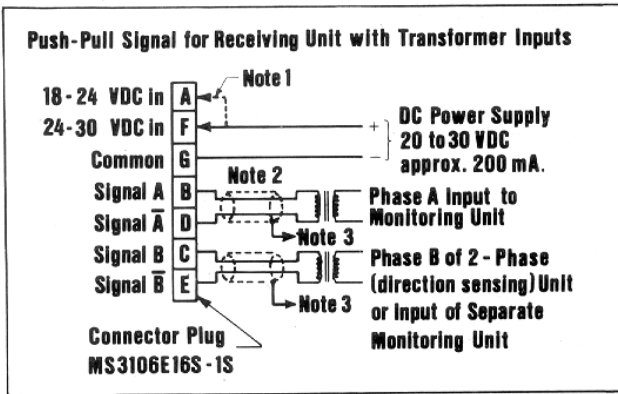 Push-Pull Signal for Receiving Unit with Transformer Inputs
Note 1
18-24 VDC in A
24-30 VDC in F
+
DC Power Supply
20 to 30 VDC
approx. 200 mA.
Common G
−
Note 2
Signal A B
Signal A̅ D
Phase A Input to
Monitoring Unit
Note 3
Signal B C
Signal B̅ E
Phase B of 2-Phase
(direction sensing) Unit
or Input of Separate
Monitoring Unit
Note 3
Connector Plug
MS3106E16S-1S